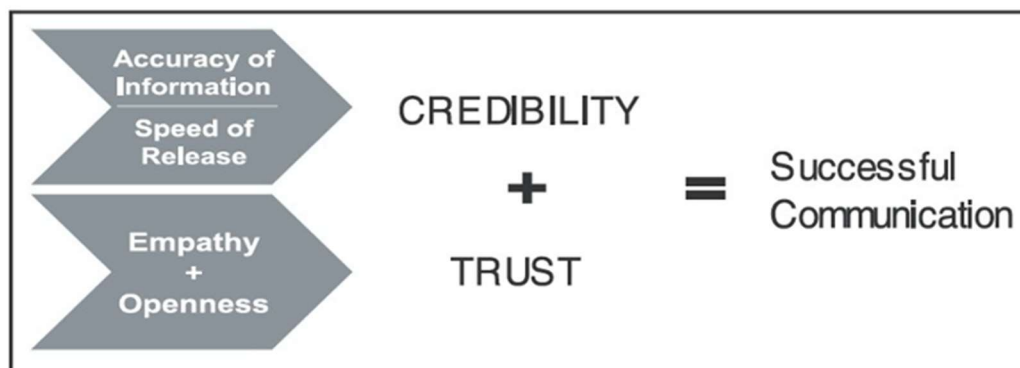 Accuracy of
Information
Speed of
Release
CREDIBILITY
+
=
Successful
Communication
Empathy
+
Openness
TRUST